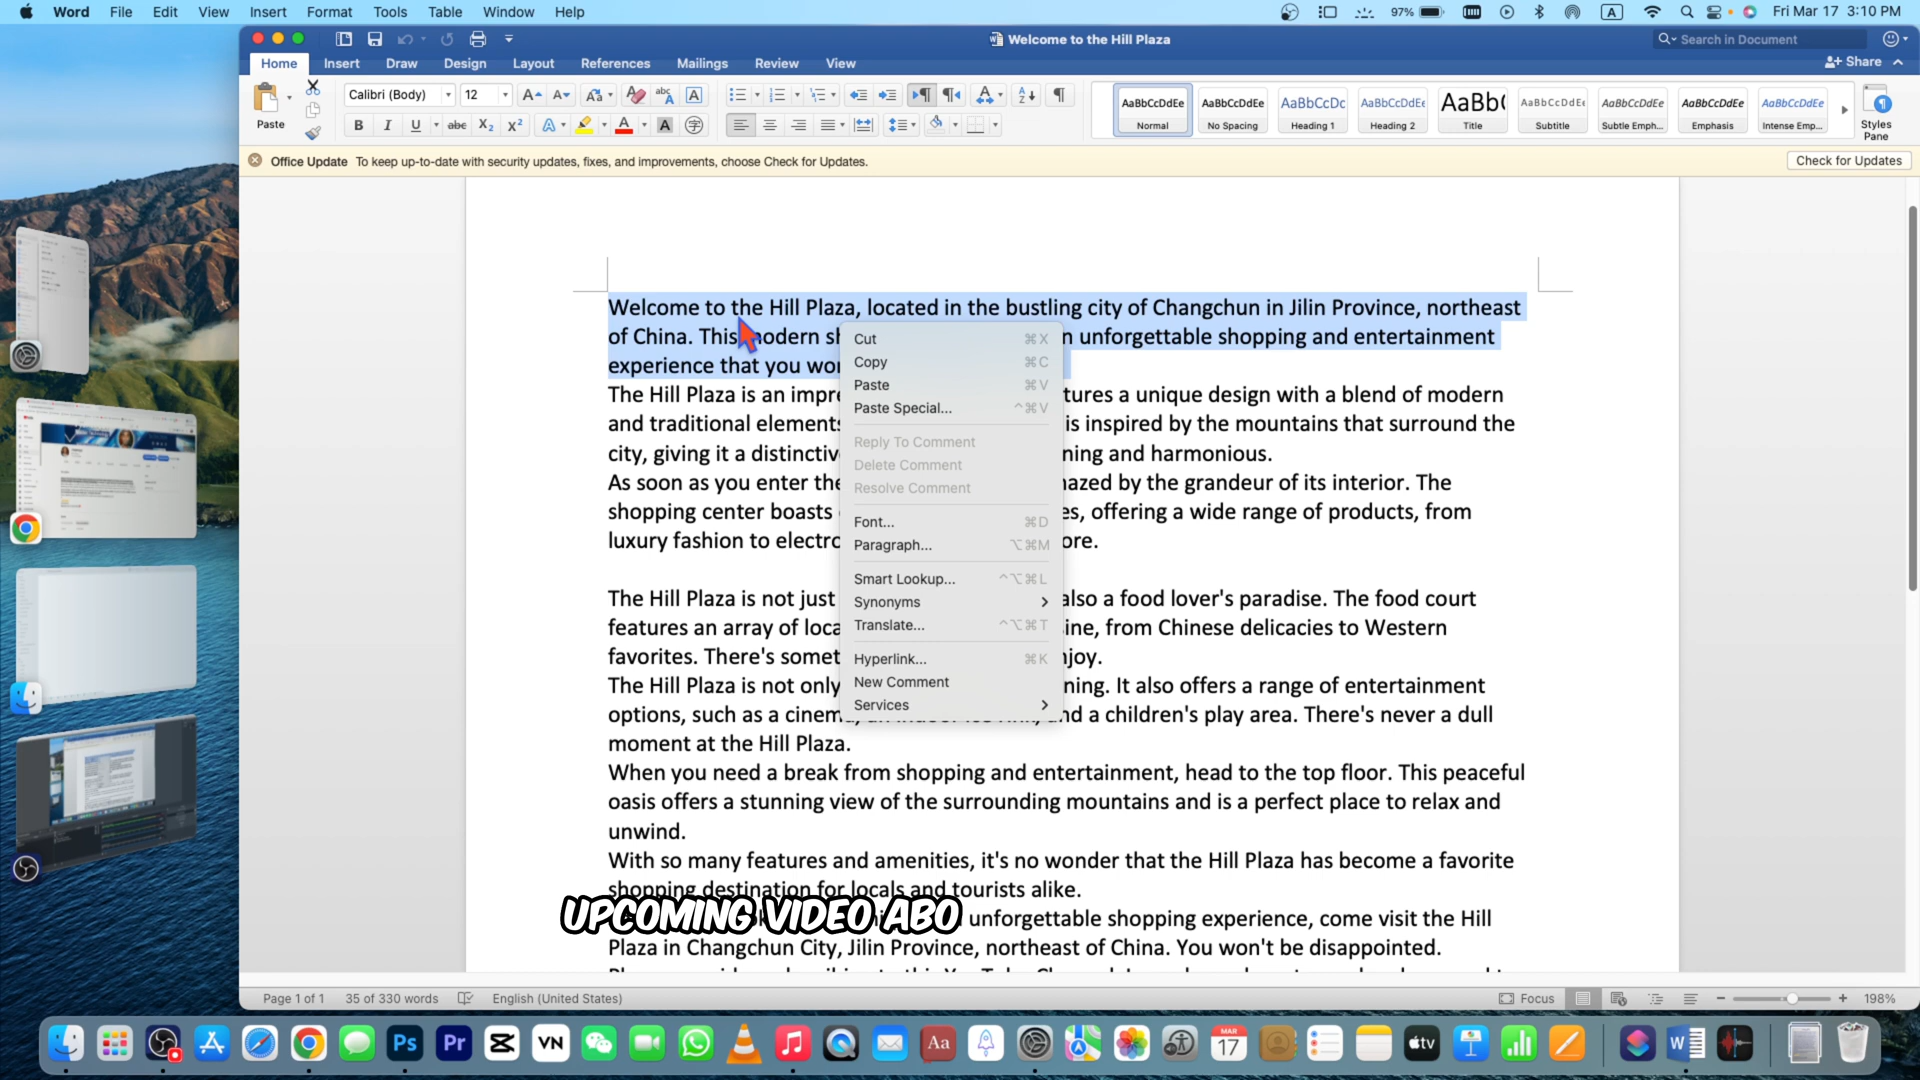 Word File Edit View Insert Format Tools Table Window Help 97% A Fri Mar 17 3:10 PM
Welcome to the Hill Plaza
Search in Document
Home Insert Draw Design Layout References Mailings Review View
Share
Paste
Calibri (Body) 12
AaBbCcDdEe AaBbCcDdEe AaBbCcDc AaBbCcDdEe AaBb( AaBbCcDdEe AaBbCcDdEe AaBbCcDdEe AaBbCcDdEe
Normal No Spacing Heading 1 Heading 2 Title Subtitle Subtle Emph... Emphasis Intense Emp...
Styles
Pane
Office Update To keep up-to-date with security updates, fixes, and improvements, choose Check for Updates.
Check for Updates
Welcome to the Hill Plaza, located in the bustling city of Changchun in Jilin Province, northeast
of China. This modern sh n unforgettable shopping and entertainment
experience that you wo
The Hill Plaza is an impre tures a unique design with a blend of modern
and traditional elements is inspired by the mountains that surround the
city, giving it a distinctiv ning and harmonious.
As soon as you enter the nazed by the grandeur of its interior. The
shopping center boasts es, offering a wide range of products, from
luxury fashion to electro ore.
The Hill Plaza is not just also a food lover's paradise. The food court
features an array of loca ine, from Chinese delicacies to Western
favorites. There's somet njoy.
The Hill Plaza is not only ning. It also offers a range of entertainment
options, such as a cinema, and a children's play area. There's never a dull
moment at the Hill Plaza.
When you need a break from shopping and entertainment, head to the top floor. This peaceful
oasis offers a stunning view of the surrounding mountains and is a perfect place to relax and
unwind.
With so many features and amenities, it's no wonder that the Hill Plaza has become a favorite
shopping destination for locals and tourists alike.
unforgettable shopping experience, come visit the Hill
Plaza in Changchun City, Jilin Province, northeast of China. You won't be disappointed.
Cut ⌘X
Copy ⌘C
Paste ⌘V
Paste Special... ^⌘V
Reply To Comment
Delete Comment
Resolve Comment
Font... ⌘D
Paragraph... ⌥⌘M
Smart Lookup... ^⌥⌘L
Synonyms
Translate... ^⌥⌘T
Hyperlink... ⌘K
New Comment
Services
UPCOMING VIDEO ABO
Page 1 of 1 35 of 330 words English (United States) Focus 198%
Ps Pr VN Aa MAR 17 tv W